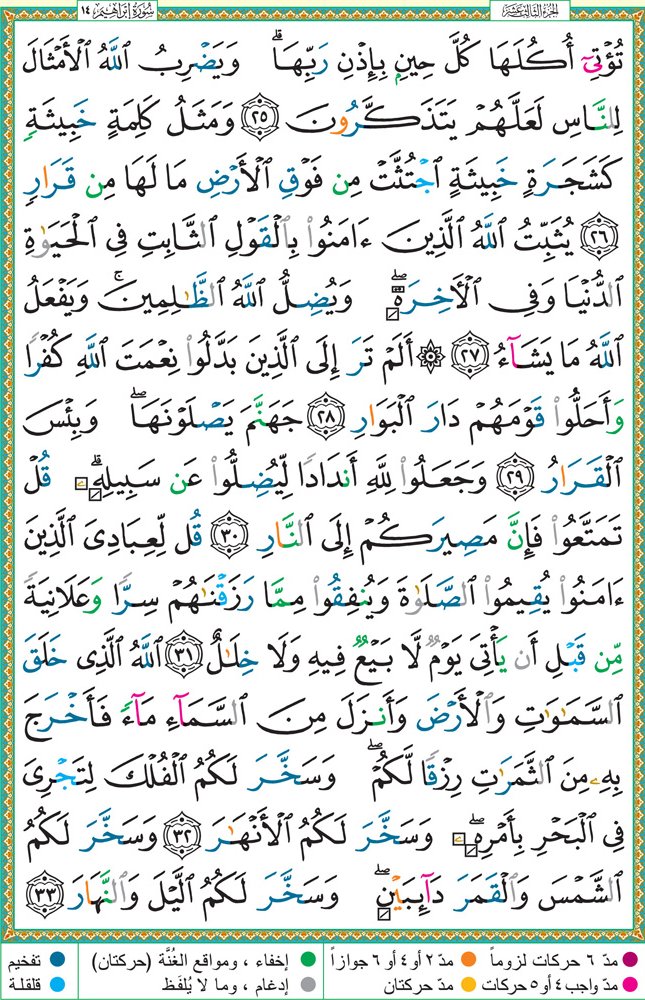 الجزء الثالث عشر
سورة إبراهيم ١٤
تُؤْتِىٓ أُكُلَهَا كُلَّ حِينٍۭ بِإِذْنِ رَبِّهَا ۗ وَيَضْرِبُ ٱللَّهُ ٱلْأَمْثَالَ
لِلنَّاسِ لَعَلَّهُمْ يَتَذَكَّرُونَ ٢٥ وَمَثَلُ كَلِمَةٍ خَبِيثَةٍ
كَشَجَرَةٍ خَبِيثَةٍ ٱجْتُثَّتْ مِن فَوْقِ ٱلْأَرْضِ مَا لَهَا مِن قَرَارٍ
٢٦ يُثَبِّتُ ٱللَّهُ ٱلَّذِينَ ءَامَنُوا۟ بِٱلْقَوْلِ ٱلثَّابِتِ فِى ٱلْحَيَوٰةِ
ٱلدُّنْيَا وَفِى ٱلْأَخِرَةِ ۖ وَيُضِلُّ ٱللَّهُ ٱلظَّٰلِمِينَ ۚ وَيَفْعَلُ
ٱللَّهُ مَا يَشَآءُ ٢٧ ۞ أَلَمْ تَرَ إِلَى ٱلَّذِينَ بَدَّلُوا۟ نِعْمَتَ ٱللَّهِ كُفْرًا
وَأَحَلُّوا۟ قَوْمَهُمْ دَارَ ٱلْبَوَارِ ٢٨ جَهَنَّمَ يَصْلَوْنَهَا ۖ وَبِئْسَ
ٱلْقَرَارُ ٢٩ وَجَعَلُوا۟ لِلَّهِ أَندَادًا لِّيُضِلُّوا۟ عَن سَبِيلِهِۦ ۗ قُلْ
تَمَتَّعُوا۟ فَإِنَّ مَصِيرَكُمْ إِلَى ٱلنَّارِ ٣٠ قُل لِّعِبَادِىَ ٱلَّذِينَ
ءَامَنُوا۟ يُقِيمُوا۟ ٱلصَّلَوٰةَ وَيُنفِقُوا۟ مِمَّا رَزَقْنَٰهُمْ سِرًّا وَعَلَانِيَةً
مِّن قَبْلِ أَن يَأْتِىَ يَوْمٌ لَّا بَيْعٌ فِيهِ وَلَا خِلَٰلٌ ٣١ ٱللَّهُ ٱلَّذِى خَلَقَ
ٱلسَّمَٰوَٰتِ وَٱلْأَرْضَ وَأَنزَلَ مِنَ ٱلسَّمَآءِ مَآءً فَأَخْرَجَ
بِهِۦ مِنَ ٱلثَّمَرَٰتِ رِزْقًا لَّكُمْ ۖ وَسَخَّرَ لَكُمُ ٱلْفُلْكَ لِتَجْرِىَ
فِى ٱلْبَحْرِ بِأَمْرِهِۦ ۖ وَسَخَّرَ لَكُمُ ٱلْأَنْهَٰرَ ٣٢ وَسَخَّرَ لَكُمُ
ٱلشَّمْسَ وَٱلْقَمَرَ دَآئِبَيْنِ ۖ وَسَخَّرَ لَكُمُ ٱلَّيْلَ وَٱلنَّهَارَ ٣٣
مدّ ٦ حركات لزوماً
مدّ ٢ أو ٤ أو ٦ جوازاً
إخفاء ، ومواقع الغُنَّة (حركتان)
تفخيم
مدّ واجب ٤ أو ٥ حركات
مدّ حركتان
إدغام ، وما لا يُلفَظ
قلقلة